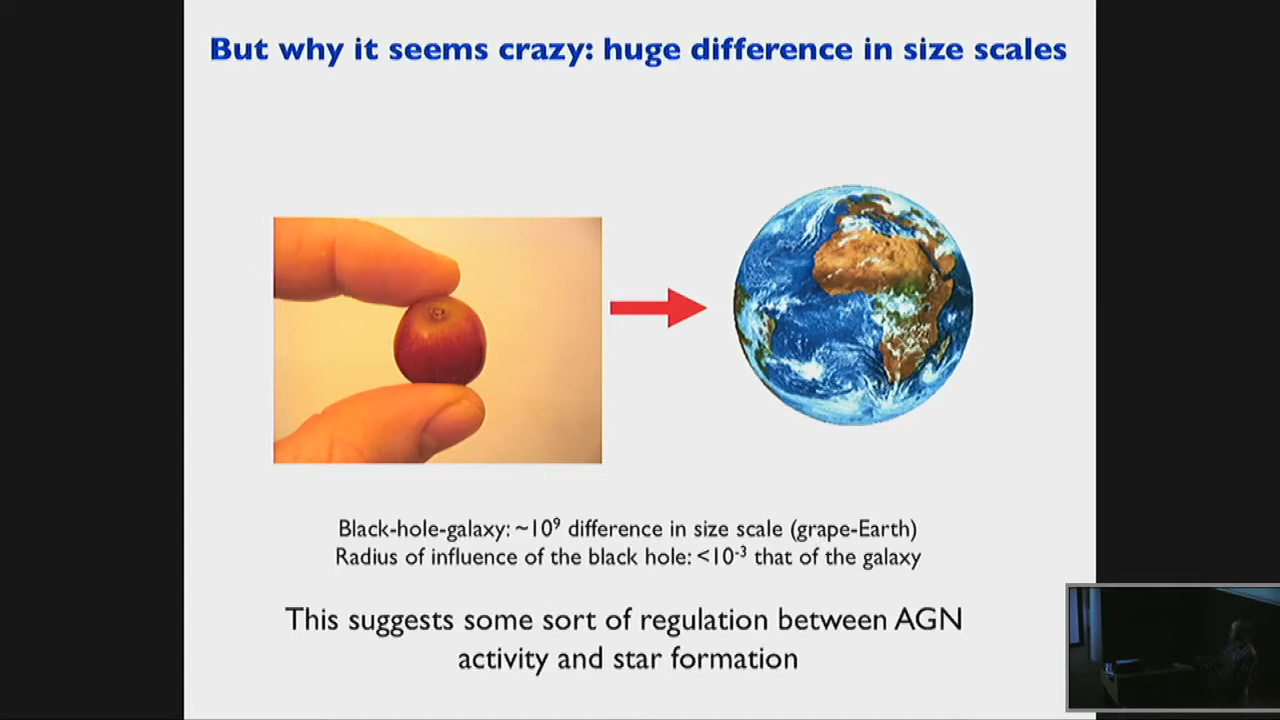 But why it seems crazy: huge difference in size scales
Black-hole-galaxy: ~10⁹ difference in size scale (grape-Earth)
Radius of influence of the black hole: <10⁻³ that of the galaxy
This suggests some sort of regulation between AGN
activity and star formation